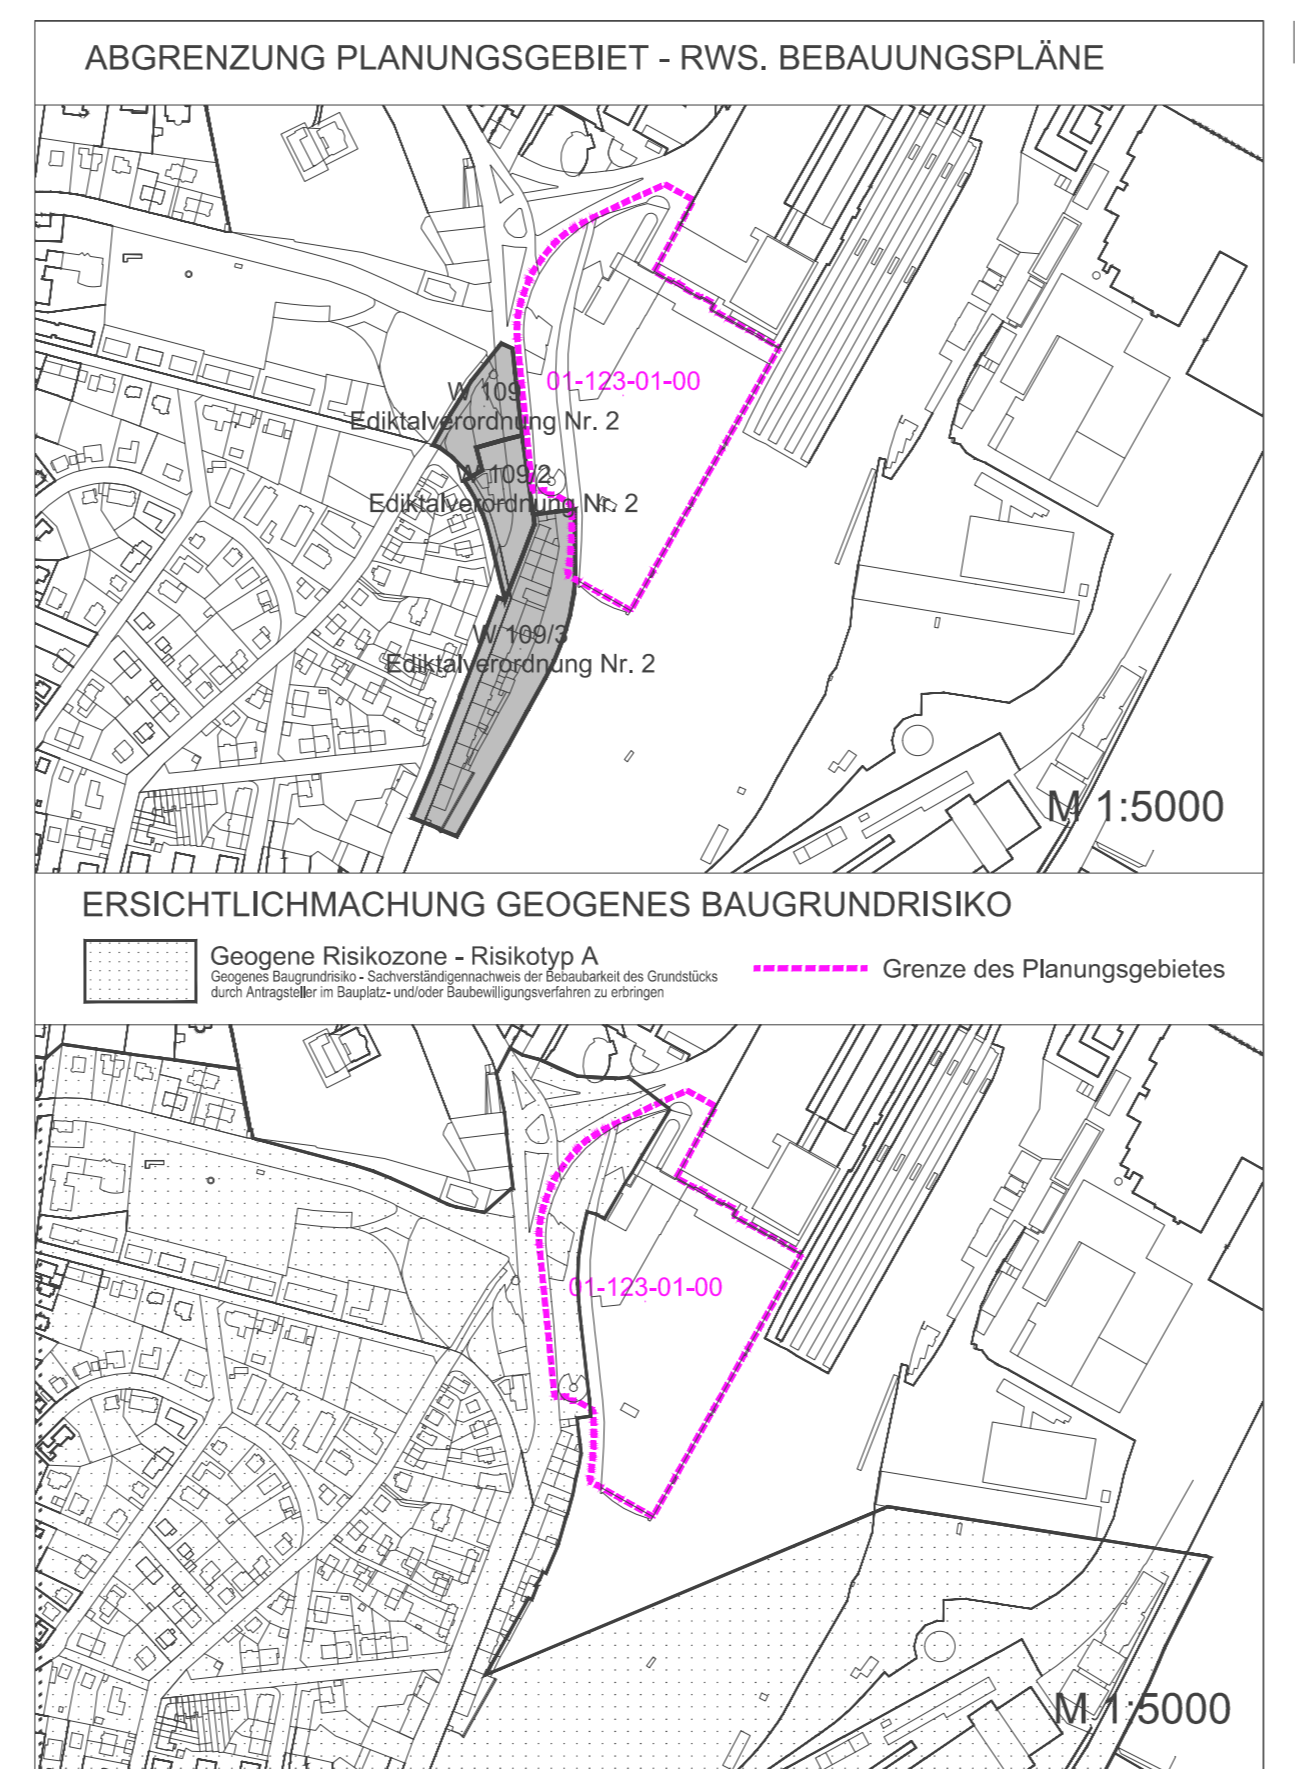 ABGRENZUNG PLANUNGSGEBIET - RWS. BEBAUUNGSPLÄNE
01-123-01-00
W 109
Ediktalverordnung Nr. 2
W 109/2
Ediktalverordnung Nr. 2
W 109/3
Ediktalverordnung Nr. 2
M 1:5000
ERSICHTLICHMACHUNG GEOGENES BAUGRUNDRISIKO
Geogene Risikozone - Risikotyp A
Geogenes Baugrundrisiko - Sachverständigennachweis der Bebaubarkeit des Grundstücks
durch Antragsteller im Bauplatz- und/oder Baubewilligungsverfahren zu erbringen
Grenze des Planungsgebietes
01-123-01-00
M 1:5000